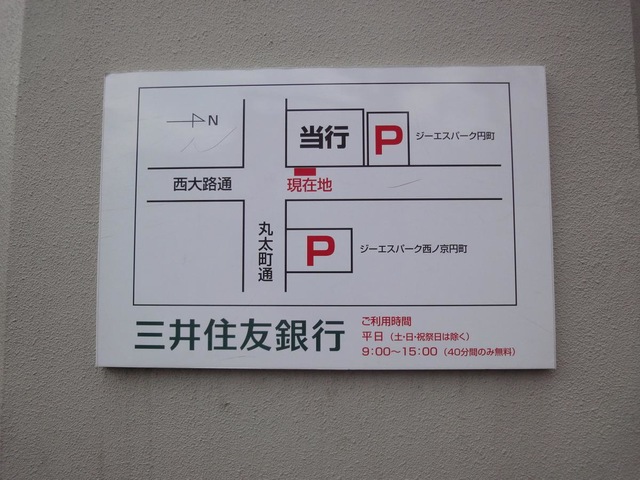 N
当行
P
ジーエスパーク円町
西大路通
現在地
丸太町通
P
ジーエスパーク西ノ京円町
三井住友銀行
ご利用時間
平日（土・日・祝祭日は除く）
9:00～15:00（40分間のみ無料）